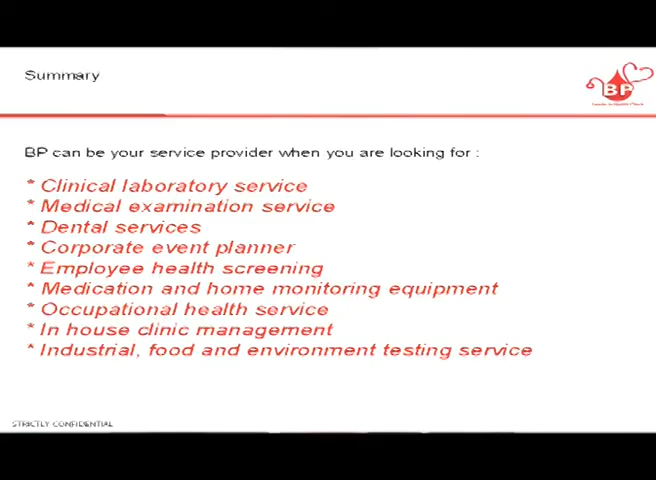 Summary
BP
BP can be your service provider when you are looking for :
* Clinical laboratory service
* Medical examination service
* Dental services
* Corporate event planner
* Employee health screening
* Medication and home monitoring equipment
* Occupational health service
* In house clinic management
* Industrial, food and environment testing service
STRICTLY CONFIDENTIAL